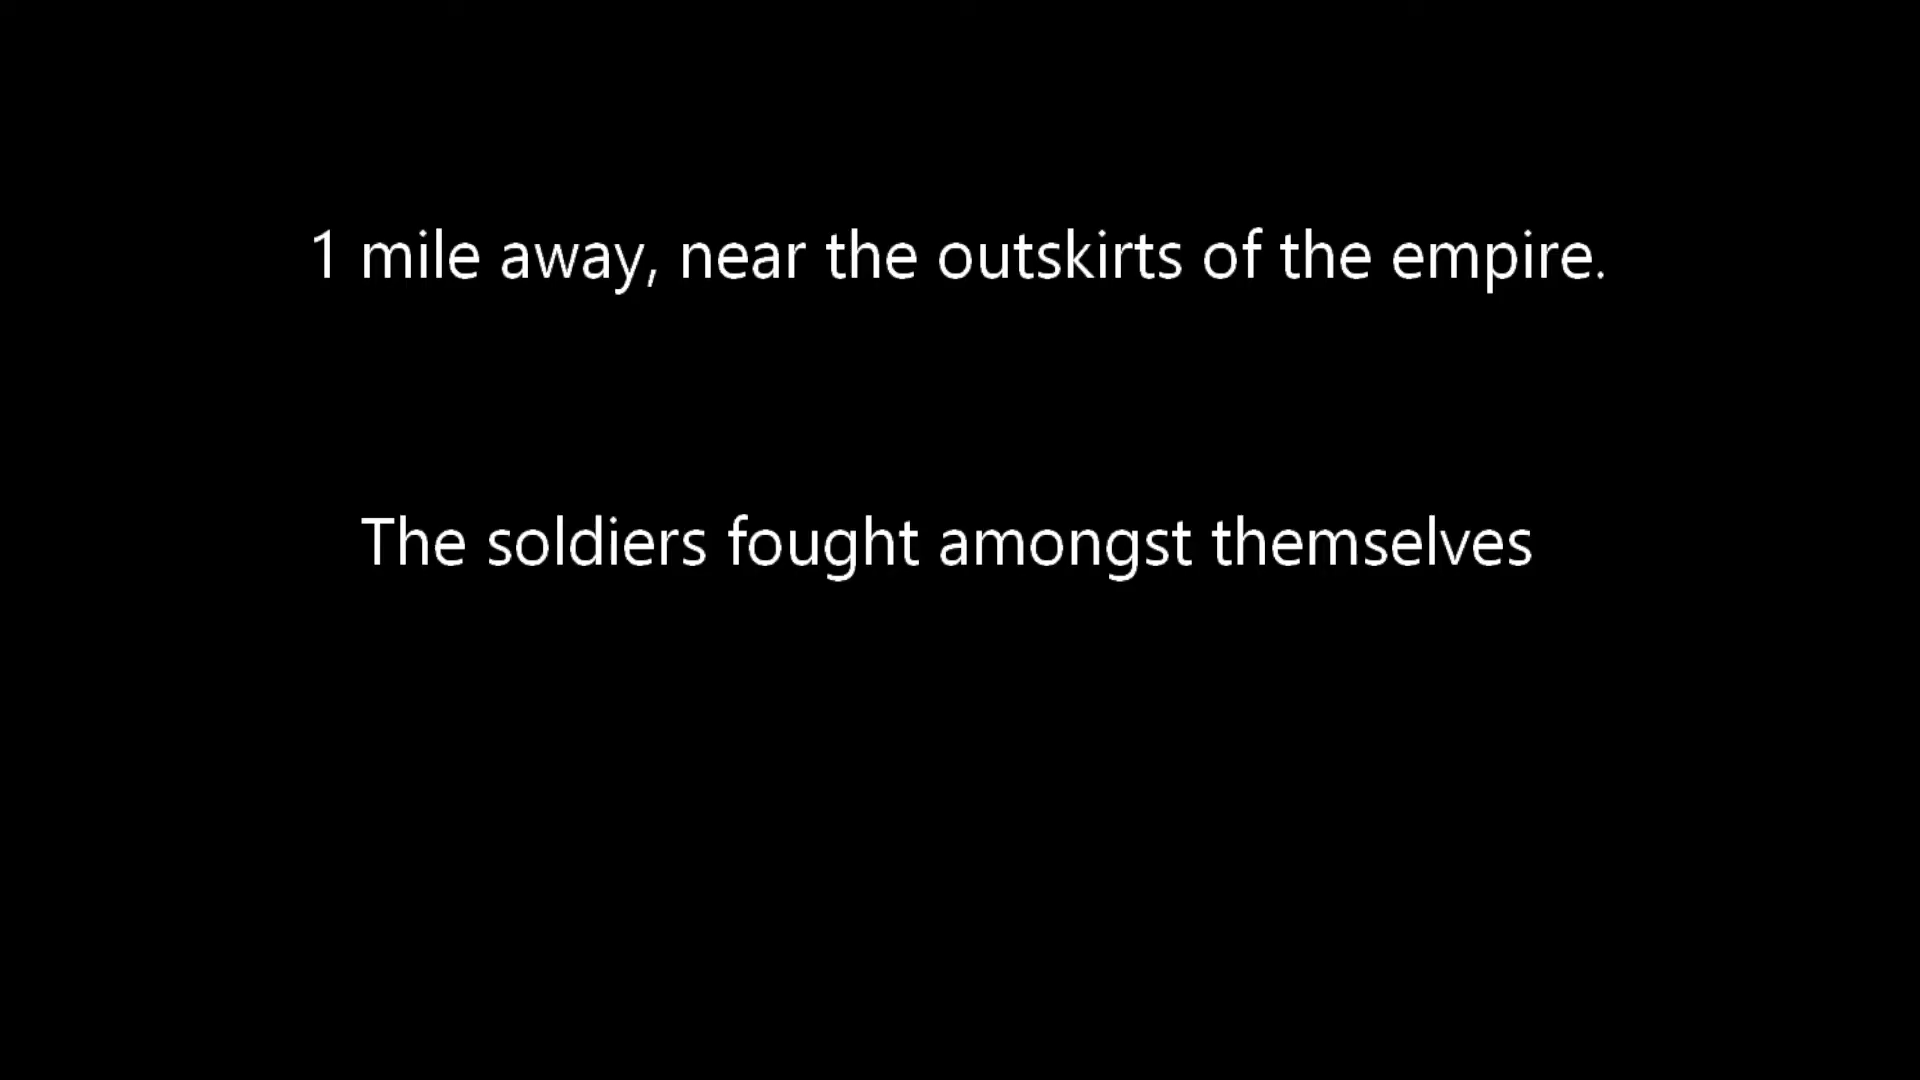 1 mile away, near the outskirts of the empire.
The soldiers fought amongst themselves